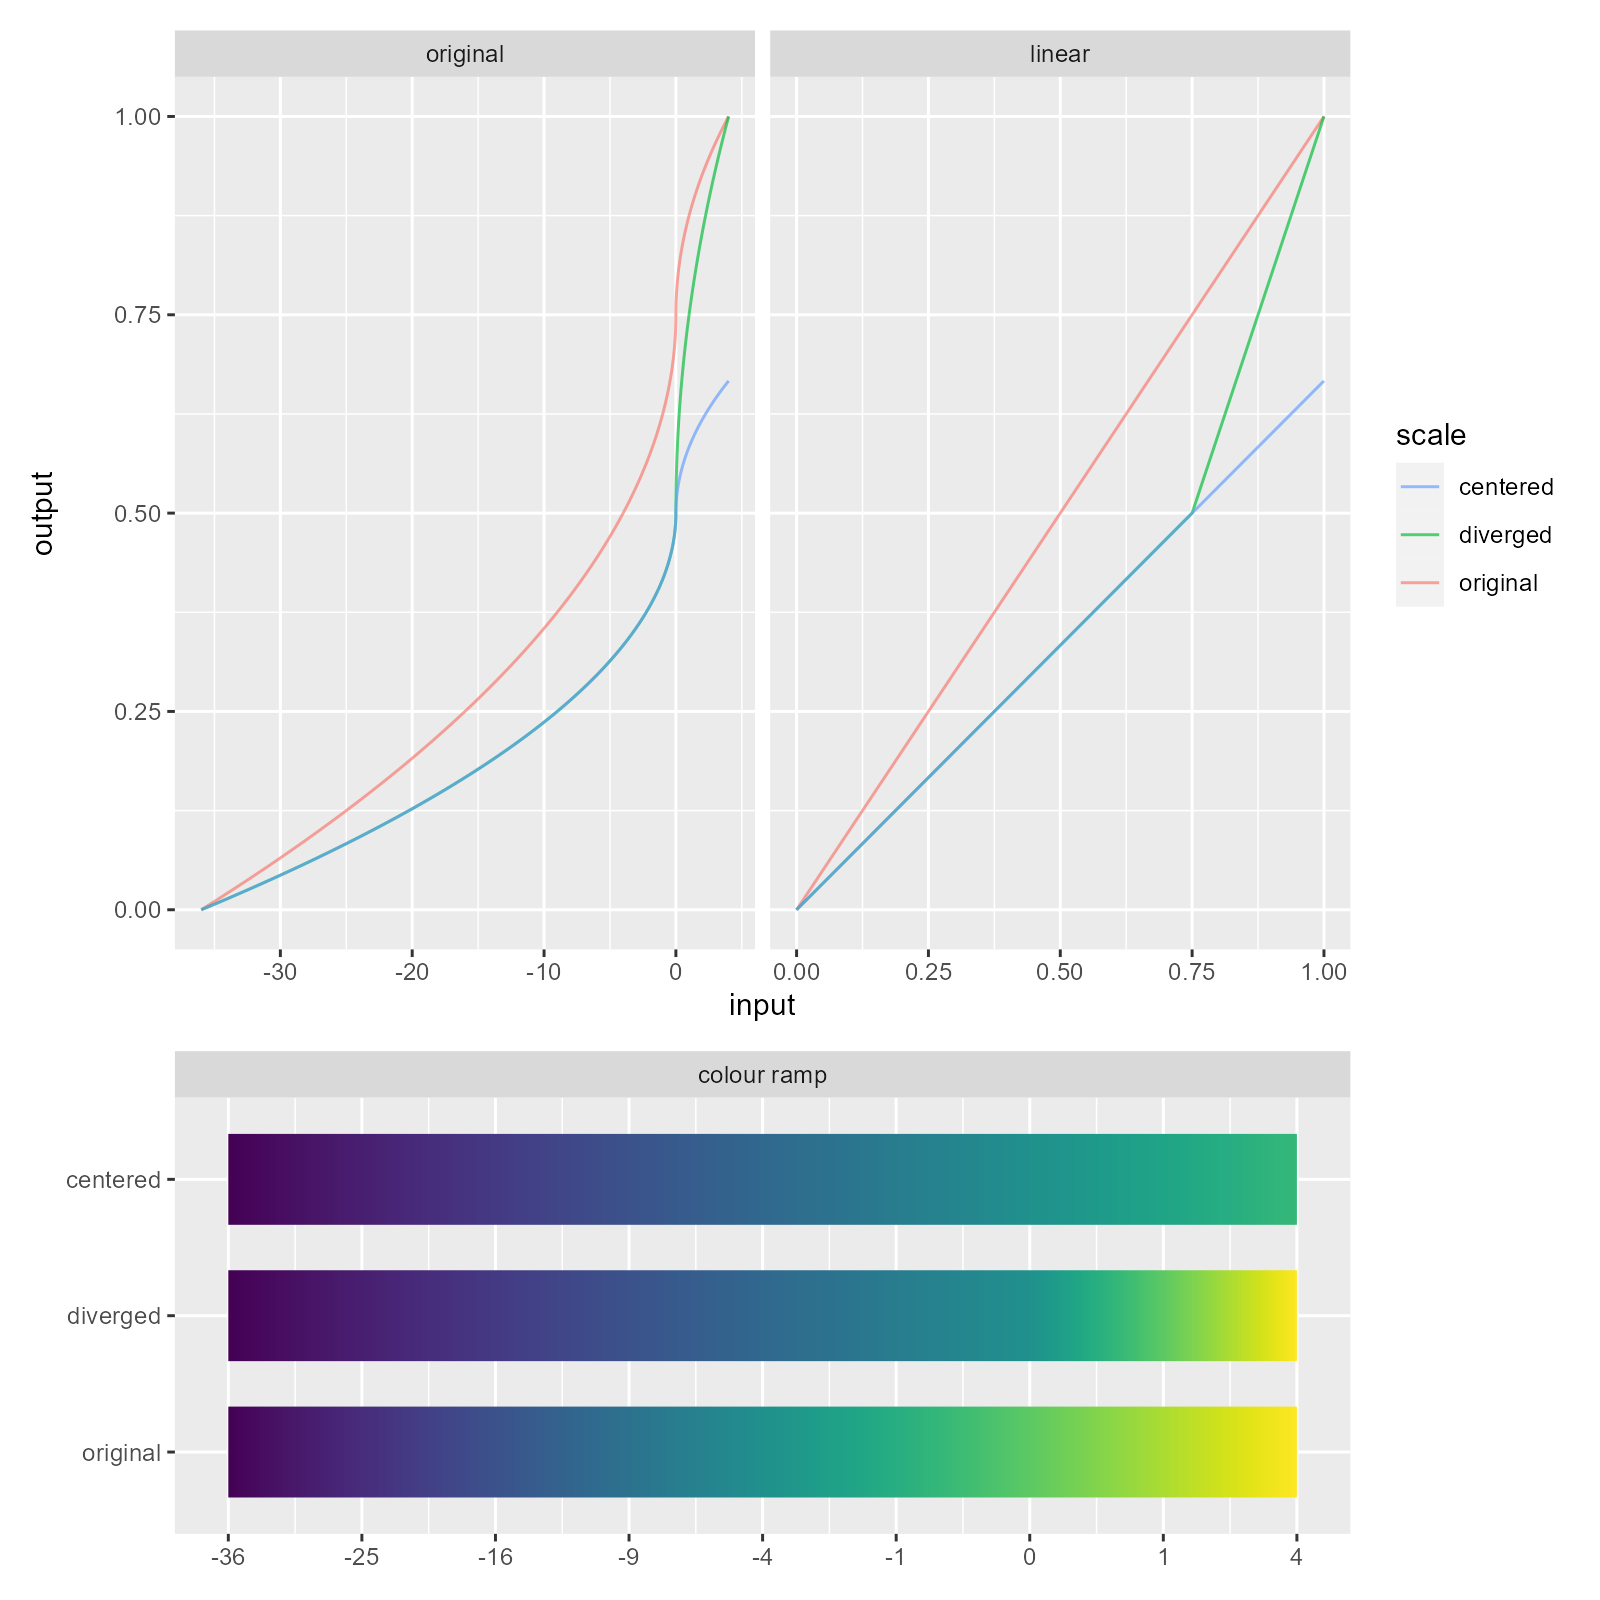 original
linear
1.00
0.75
0.50
0.25
0.00
output
-30 -20 -10 0
0.00 0.25 0.50 0.75 1.00
input
scale
centered
diverged
original
colour ramp
centered
diverged
original
-36 -25 -16 -9 -4 -1 0 1 4